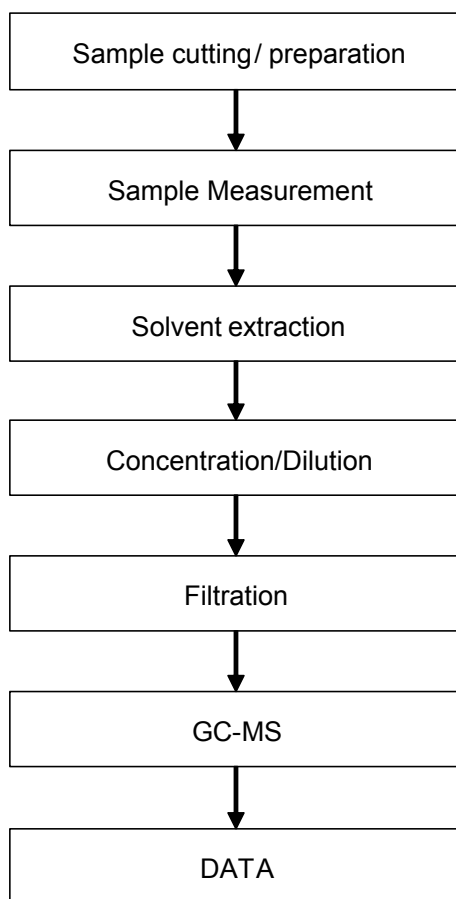 Sample cutting / preparation
Sample Measurement
Solvent extraction
Concentration/Dilution
Filtration
GC-MS
DATA